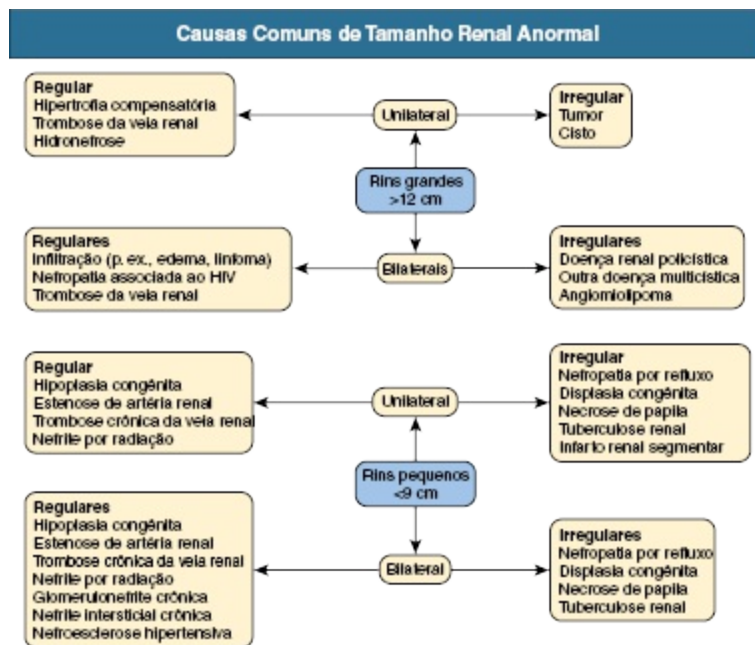 Causas Comuns de Tamanho Renal Anormal
Regular
Hipertrofia compensatória
Trombose da veia renal
Hidronefrose
Unilateral
Irregular
Tumor
Cisto
Rins grandes
>12 cm
Regulares
Infiltração (p. ex., edema, linfoma)
Nefropatia associada ao HIV
Trombose da veia renal
Bilaterais
Irregulares
Doença renal policística
Outra doença multicística
Angiomiolipoma
Regular
Hipoplasia congênita
Estenose de artéria renal
Trombose crônica da veia renal
Nefrite por radiação
Unilateral
Irregular
Nefropatia por refluxo
Displasia congênita
Necrose de papila
Tuberculose renal
Infarto renal segmentar
Rins pequenos
<9 cm
Regulares
Hipoplasia congênita
Estenose de artéria renal
Trombose crônica da veia renal
Nefrite por radiação
Glomerulonefrite crônica
Nefrite intersticial crônica
Nefroesclerose hipertensiva
Bilateral
Irregulares
Nefropatia por refluxo
Displasia congênita
Necrose de papila
Tuberculose renal